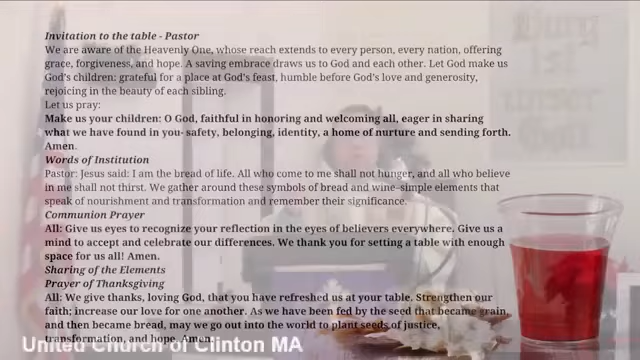 Invitation to the table - Pastor
We are aware of the Heavenly One, whose reach extends to every person, every nation, offering
grace, forgiveness, and hope. A saving embrace draws us to God and each other. Let God make us
God's children: grateful for a place at God's feast, humble before God's love and generosity,
rejoicing in the beauty of each sibling.
Let us pray:
Make us your children: O God, faithful in honoring and welcoming all, eager in sharing
what we have found in you- safety, belonging, identity, a home of nurture and sending forth.
Amen.
Words of Institution
Pastor: Jesus said: I am the bread of life. All who come to me shall not hunger, and all who believe
in me shall not thirst. We gather around these symbols of bread and wine–simple elements that
speak of nourishment and transformation and remember their significance.
Communion Prayer
All: Give us eyes to recognize your reflection in the eyes of believers everywhere. Give us a
mind to accept and celebrate our differences. We thank you for setting a table with enough
space for us all! Amen.
Sharing of the Elements
Prayer of Thanksgiving
All: We give thanks, loving God, that you have refreshed us at your table. Strengthen our
faith; increase our love for one another. As we have been fed by the seed that became grain,
and then became bread, may we go out into the world to plant seeds of justice,
transformation, and hope. Amen.
United Church of Clinton MA